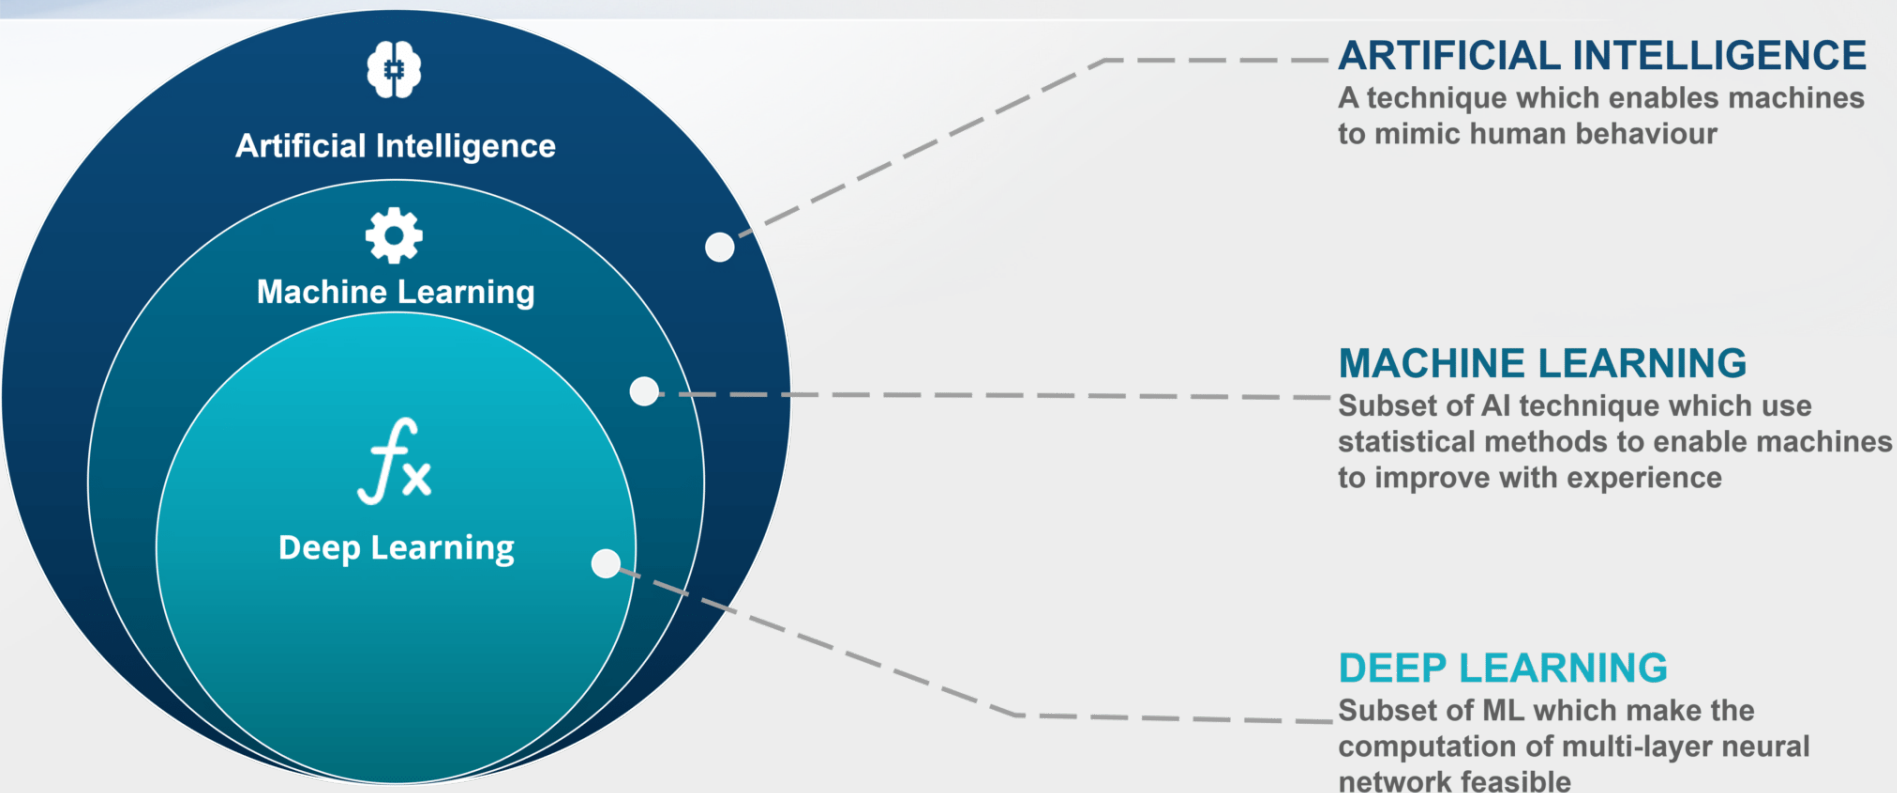 Artificial Intelligence
Machine Learning
fx
Deep Learning
ARTIFICIAL INTELLIGENCE
A technique which enables machines
to mimic human behaviour
MACHINE LEARNING
Subset of AI technique which use
statistical methods to enable machines
to improve with experience
DEEP LEARNING
Subset of ML which make the
computation of multi-layer neural
network feasible